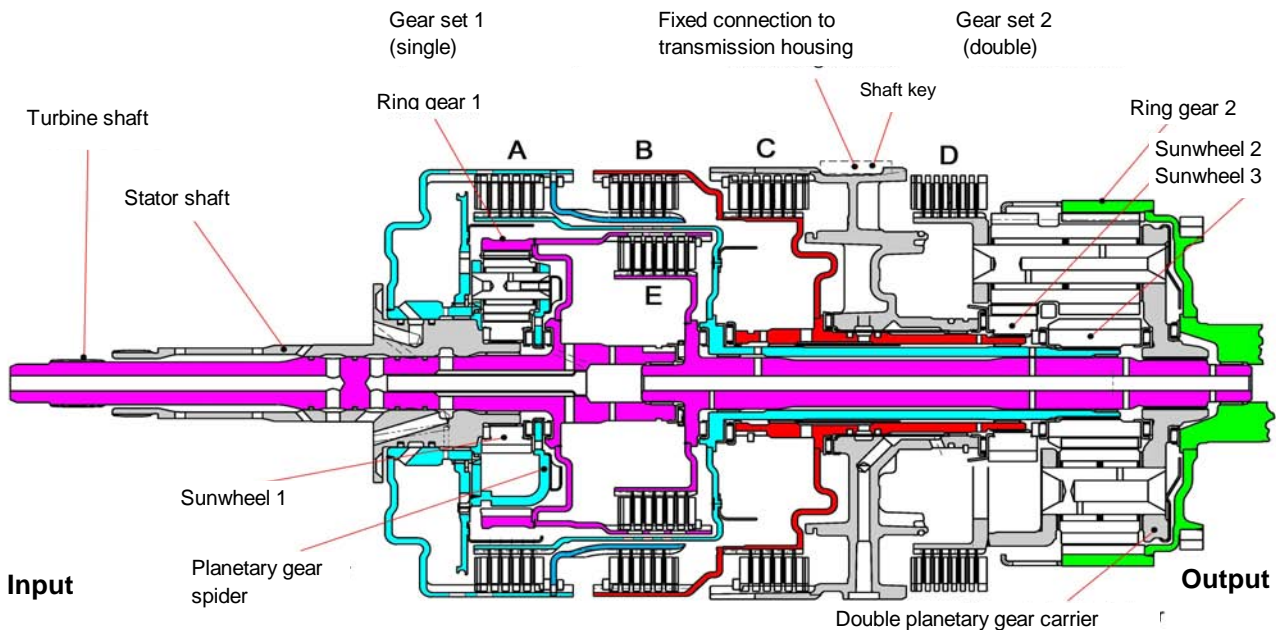 Gear set 1
(single)
Fixed connection to
transmission housing
Gear set 2
(double)
Shaft key
Ring gear 1
Ring gear 2
Turbine shaft
Sunwheel 2
Sunwheel 3
Stator shaft
A
B
C
D
E
Sunwheel 1
Planetary gear
spider
Input
Output
Double planetary gear carrier